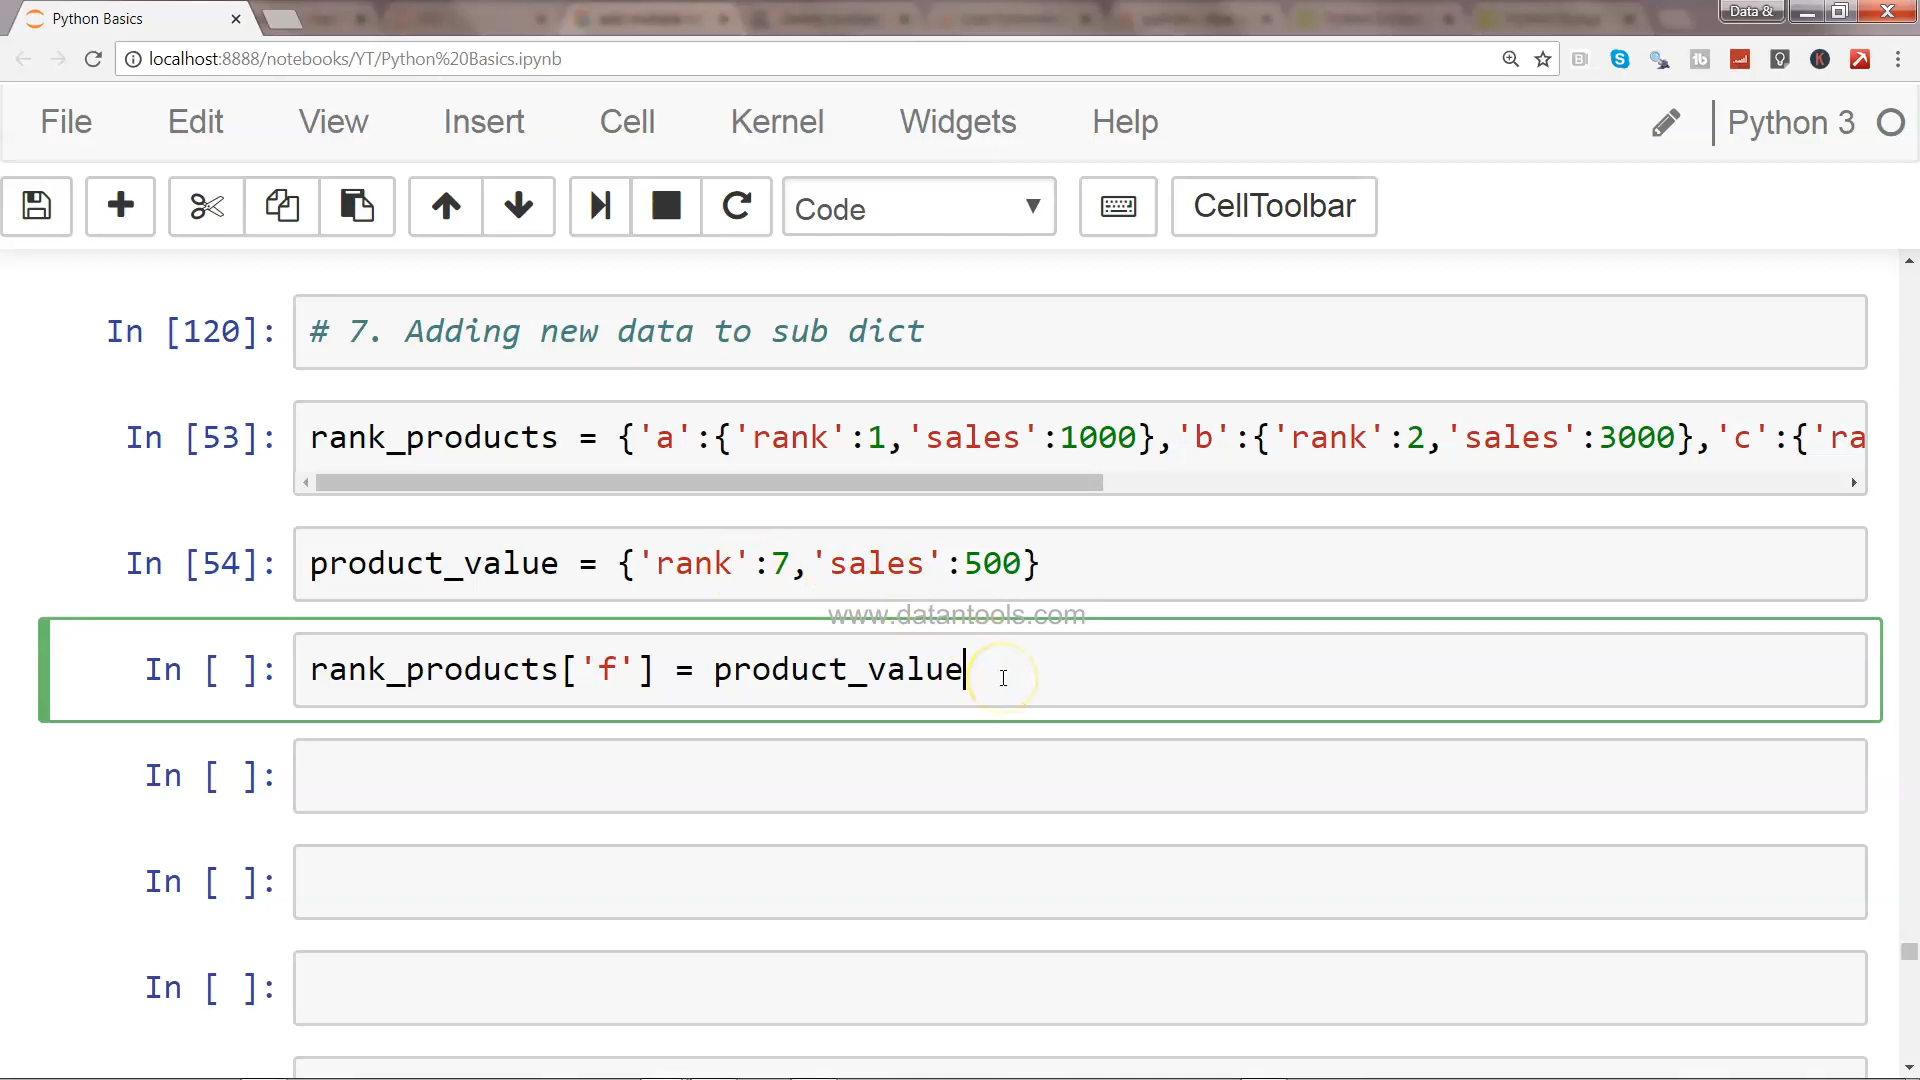 Python Basics
Data &
localhost:8888/notebooks/YT/Python%20Basics.ipynb
File Edit View Insert Cell Kernel Widgets Help Python 3
Code CellToolbar
In [120]: # 7. Adding new data to sub dict
In [53]: rank_products = {'a':{'rank':1,'sales':1000},'b':{'rank':2,'sales':3000},'c':{'ra
In [54]: product_value = {'rank':7,'sales':500}
www.datantools.com
In [ ]: rank_products['f'] = product_value
In [ ]:
In [ ]:
In [ ]: